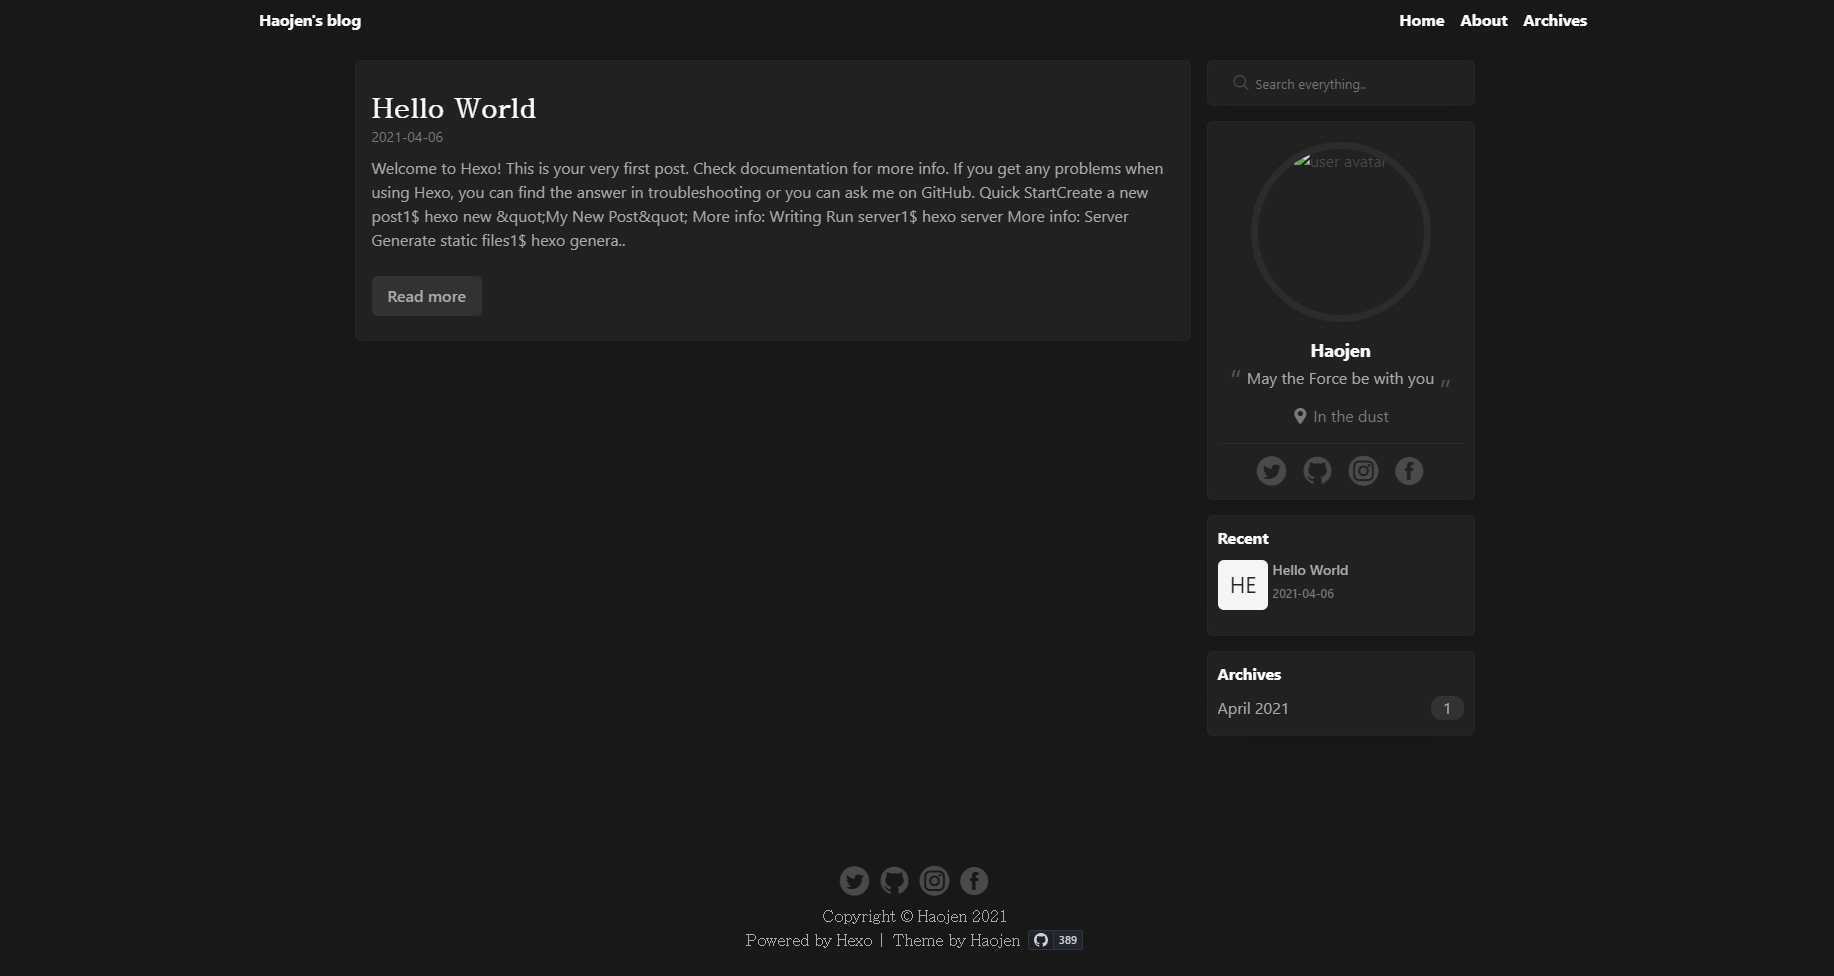 Haojen's blog
Home About Archives
Hello World
2021-04-06
Welcome to Hexo! This is your very first post. Check documentation for more info. If you get any problems when
using Hexo, you can find the answer in troubleshooting or you can ask me on GitHub. Quick StartCreate a new
post1$ hexo new &quot;My New Post&quot; More info: Writing Run server1$ hexo server More info: Server
Generate static files1$ hexo genera..
Read more
Search everything..
user avatar
Haojen
" May the Force be with you "
In the dust
Recent
HE
Hello World
2021-04-06
Archives
April 2021 1
Copyright © Haojen 2021
Powered by Hexo | Theme by Haojen 389